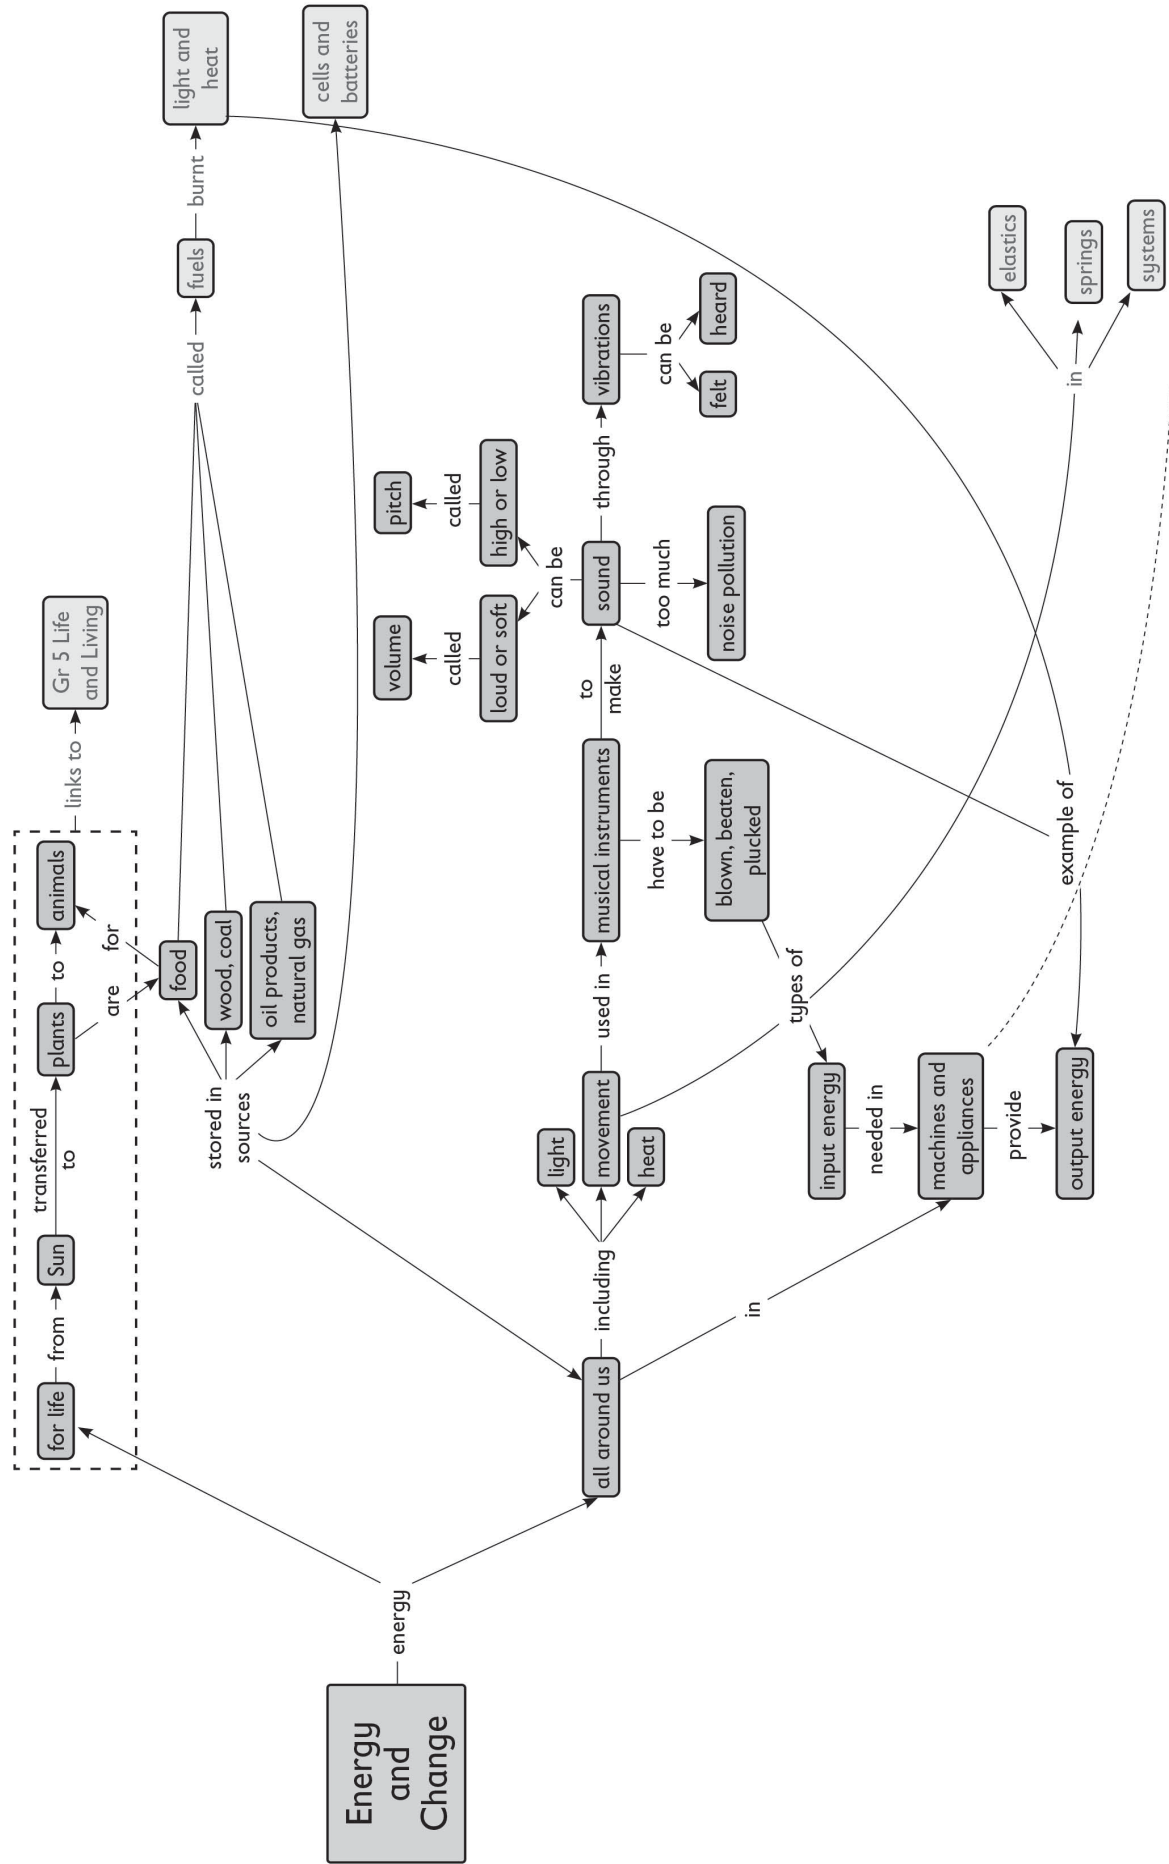 Energy
and
Change
energy
for life
from
Sun
transferred
to
plants
to
animals
links to
Gr 5 Life
and Living
are
for
food
wood, coal
oil products,
natural gas
stored in
sources
called
fuels
burnt
light and
heat
cells and
batteries
all around us
including
light
movement
heat
used in
musical instruments
to
make
sound
through
vibrations
can be
felt
heard
can be
loud or soft
called
volume
high or low
called
pitch
too much
noise pollution
have to be
blown, beaten,
plucked
types of
input energy
needed in
machines and
appliances
provide
output energy
in
example of
in
elastics
springs
systems